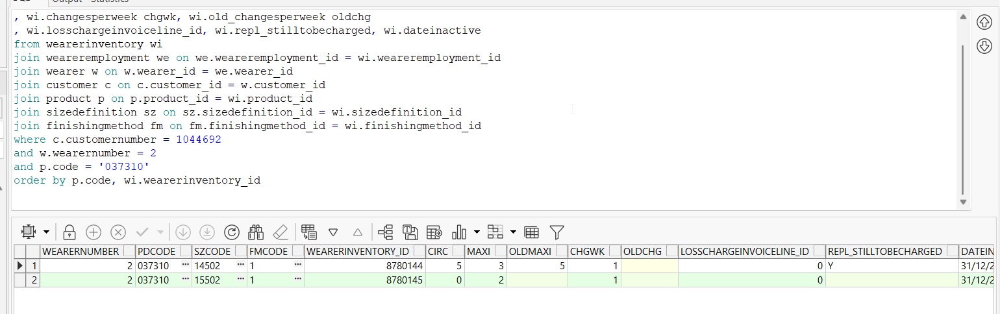 Output Statistics
, wi.changesperweek chgwk, wi.old_changesperweek oldchg
, wi.losschargeinvoiceline_id, wi.repl_stilltobecharged, wi.dateinactive
from wearerinventory wi
join weareremployment we on we.weareremployment_id = wi.weareremployment_id
join wearer w on w.wearer_id = we.wearer_id
join customer c on c.customer_id = w.customer_id
join product p on p.product_id = wi.product_id
join sizedefinition sz on sz.sizedefinition_id = wi.sizedefinition_id
join finishingmethod fm on fm.finishingmethod_id = wi.finishingmethod_id
where c.customernumber = 1044692
and w.wearernumber = 2
and p.code = '037310'
order by p.code, wi.wearerinventory_id
WEARERNUMBER PDCODE SZCODE FMCODE WEARERINVENTORY_ID CIRC MAXI OLDMAXI CHGWK OLDCHG LOSSCHARGEINVOICELINE_ID REPL_STILLTOBECHARGED DATEIN
1 2 037310 ... 14502 ... 1 ... 8780144 5 3 5 1 0 Y 31/12/2
2 2 037310 ... 15502 ... 1 ... 8780145 0 2 1 0 31/12/2